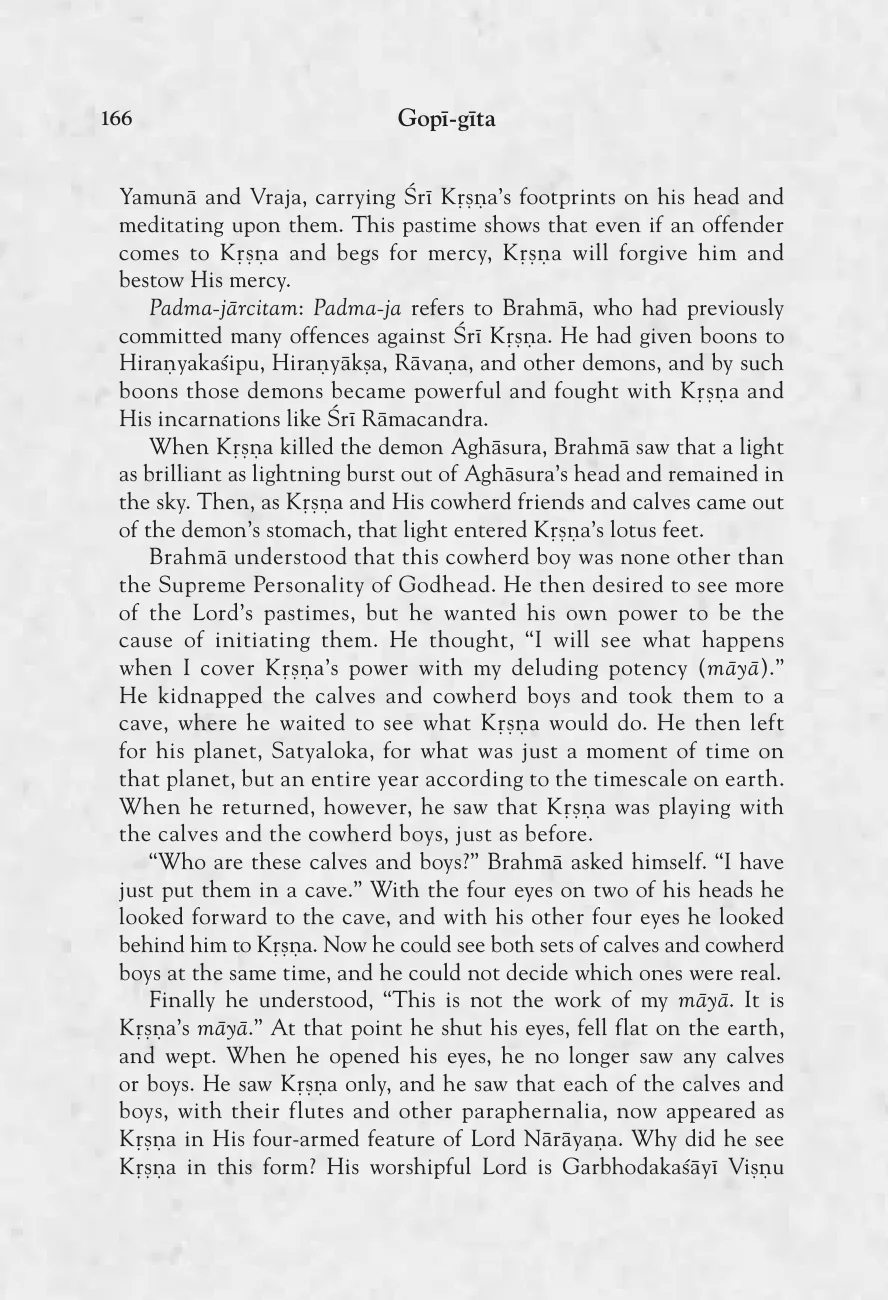 166
Gopī-gīta
Yamunā and Vraja, carrying Śrī Kṛṣṇa’s footprints on his head and
meditating upon them. This pastime shows that even if an offender
comes to Kṛṣṇa and begs for mercy, Kṛṣṇa will forgive him and
bestow His mercy.
Padma-jārcitam: Padma-ja refers to Brahmā, who had previously
committed many offences against Śrī Kṛṣṇa. He had given boons to
Hiraṇyakaśipu, Hiraṇyākṣa, Rāvaṇa, and other demons, and by such
boons those demons became powerful and fought with Kṛṣṇa and
His incarnations like Śrī Rāmacandra.
When Kṛṣṇa killed the demon Aghāsura, Brahmā saw that a light
as brilliant as lightning burst out of Aghāsura’s head and remained in
the sky. Then, as Kṛṣṇa and His cowherd friends and calves came out
of the demon’s stomach, that light entered Kṛṣṇa’s lotus feet.
Brahmā understood that this cowherd boy was none other than
the Supreme Personality of Godhead. He then desired to see more
of the Lord’s pastimes, but he wanted his own power to be the
cause of initiating them. He thought, “I will see what happens
when I cover Kṛṣṇa’s power with my deluding potency (māyā).”
He kidnapped the calves and cowherd boys and took them to a
cave, where he waited to see what Kṛṣṇa would do. He then left
for his planet, Satyaloka, for what was just a moment of time on
that planet, but an entire year according to the timescale on earth.
When he returned, however, he saw that Kṛṣṇa was playing with
the calves and the cowherd boys, just as before.
“Who are these calves and boys?” Brahmā asked himself. “I have
just put them in a cave.” With the four eyes on two of his heads he
looked forward to the cave, and with his other four eyes he looked
behind him to Kṛṣṇa. Now he could see both sets of calves and cowherd
boys at the same time, and he could not decide which ones were real.
Finally he understood, “This is not the work of my māyā. It is
Kṛṣṇa’s māyā.” At that point he shut his eyes, fell flat on the earth,
and wept. When he opened his eyes, he no longer saw any calves
or boys. He saw Kṛṣṇa only, and he saw that each of the calves and
boys, with their flutes and other paraphernalia, now appeared as
Kṛṣṇa in His four-armed feature of Lord Nārāyaṇa. Why did he see
Kṛṣṇa in this form? His worshipful Lord is Garbhodakaśāyī Viṣṇu